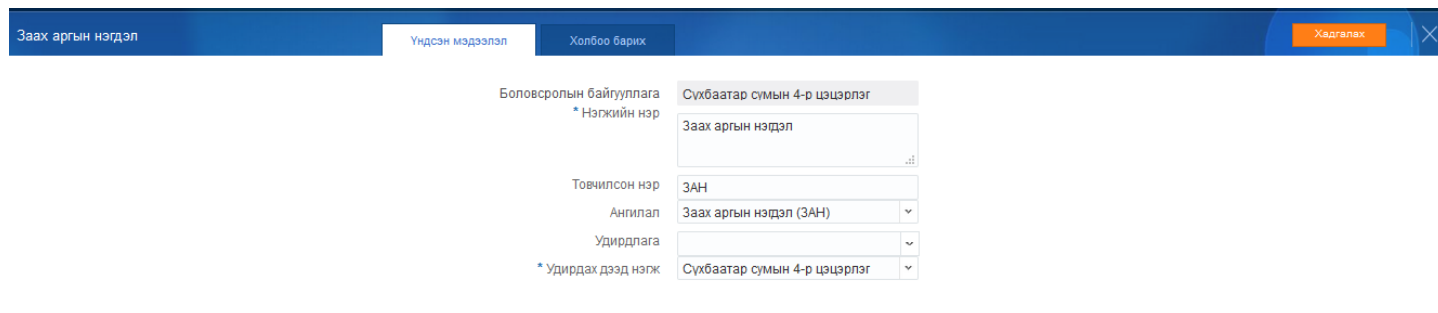 Заах аргын нэгдэл
Үндсэн мэдээлэл
Холбоо барих
Хадгалах
Боловсролын байгууллага Сүхбаатар сумын 4-р цэцэрлэг
* Нэгжийн нэр Заах аргын нэгдэл
Товчилсон нэр ЗАН
Ангилал Заах аргын нэгдэл (ЗАН)
Удирдлага
* Удирдах дээд нэгж Сүхбаатар сумын 4-р цэцэрлэг